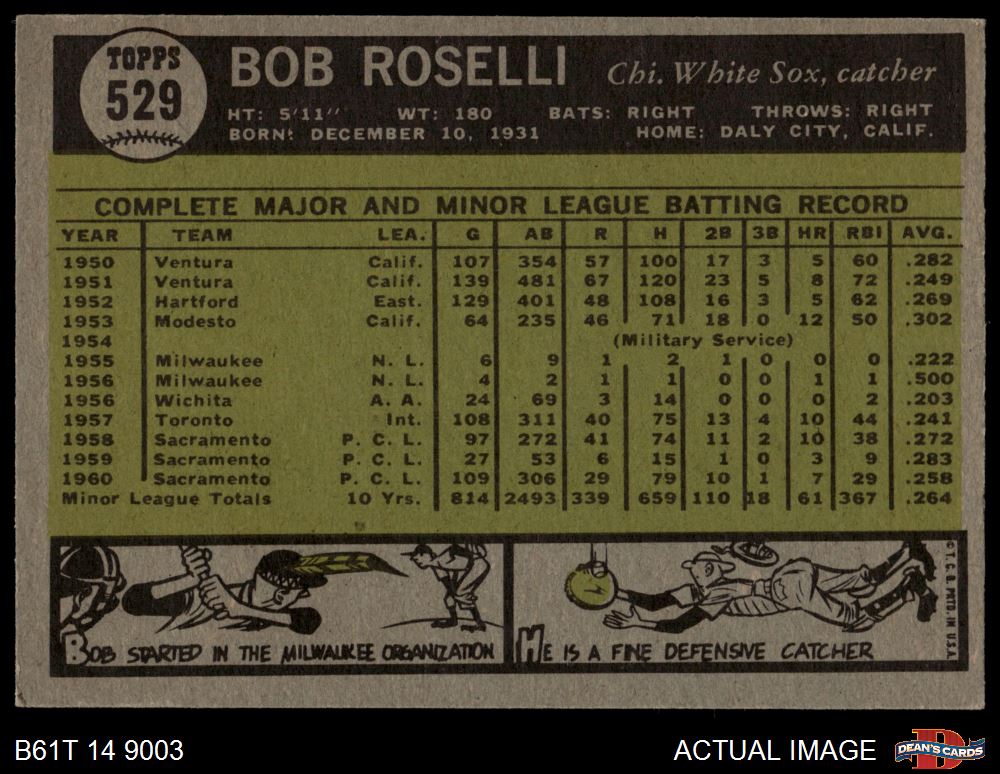 TOPPS
529
BOB ROSELLI Chi. White Sox, catcher
HT: 5'11" WT: 180 BATS: RIGHT THROWS: RIGHT
BORN: DECEMBER 10, 1931 HOME: DALY CITY, CALIF.
COMPLETE MAJOR AND MINOR LEAGUE BATTING RECORD
YEAR TEAM LEA. G AB R H 2B 3B HR RBI AVG.
1950 Ventura Calif. 107 354 57 100 17 3 5 60 .282
1951 Ventura Calif. 139 481 67 120 23 5 8 72 .249
1952 Hartford East. 129 401 48 108 16 3 5 62 .269
1953 Modesto Calif. 64 235 46 71 18 0 12 50 .302
1954 (Military Service)
1955 Milwaukee N. L. 6 9 1 2 1 0 0 0 .222
1956 Milwaukee N. L. 4 2 1 1 0 0 1 1 .500
1956 Wichita A. A. 24 69 3 14 0 0 0 2 .203
1957 Toronto Int. 108 311 40 75 13 4 10 44 .241
1958 Sacramento P. C. L. 97 272 41 74 11 2 10 38 .272
1959 Sacramento P. C. L. 27 53 6 15 1 0 3 9 .283
1960 Sacramento P. C. L. 109 306 29 79 10 1 7 29 .258
Minor League Totals 10 Yrs. 814 2493 339 659 110 18 61 367 .264
BOB STARTED IN THE MILWAUKEE ORGANIZATION
HE IS A FINE DEFENSIVE CATCHER
© T. C. G. PRTD. IN U.S.A.
B61T 14 9003
ACTUAL IMAGE
D
DEAN'S CARDS